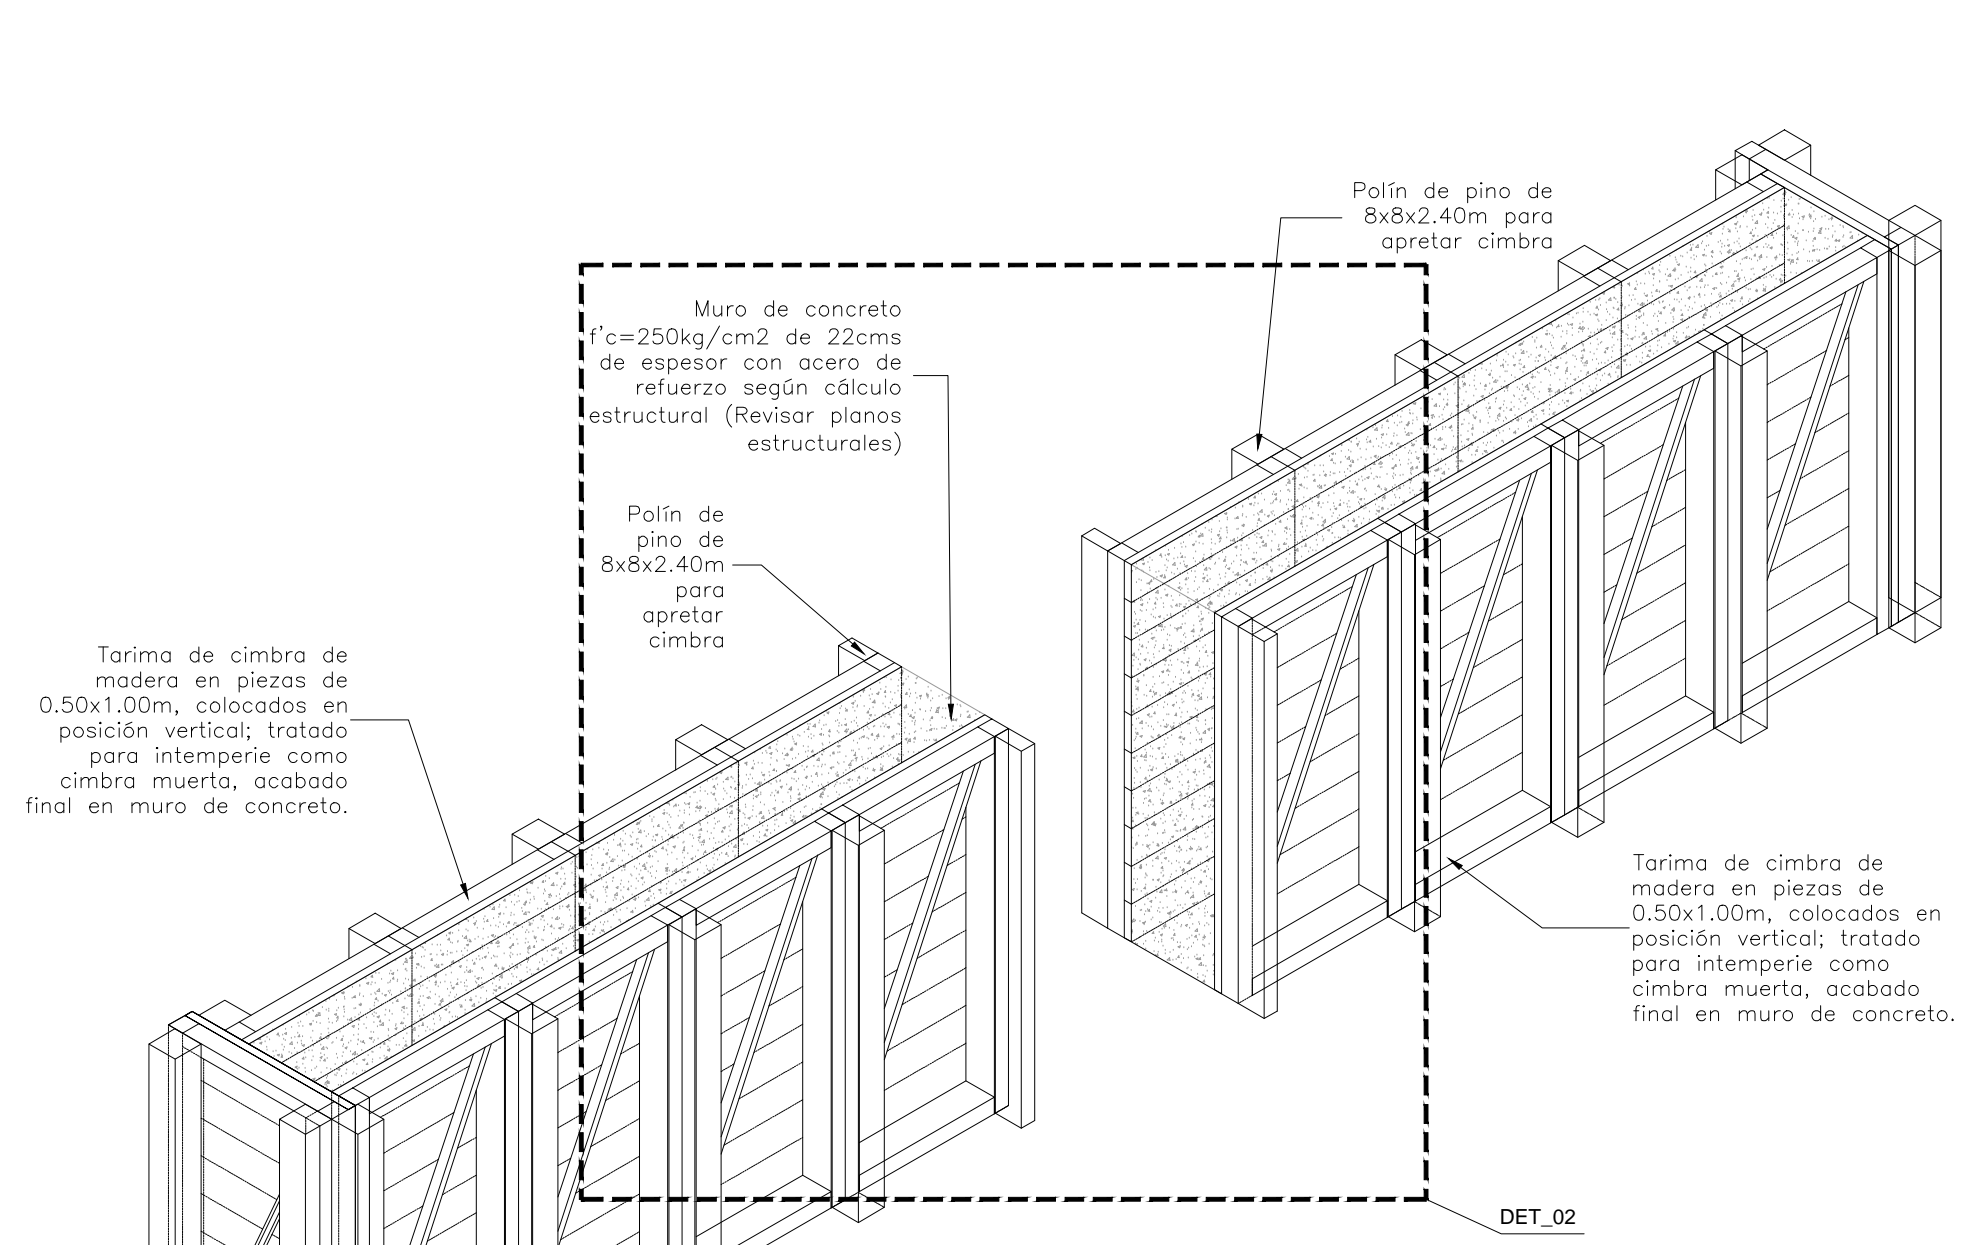 Polín de pino de
8x8x2.40m para
apretar cimbra
Muro de concreto
f'c=250kg/cm2 de 22cms
de espesor con acero de
refuerzo según cálculo
estructural (Revisar planos
estructurales)
Polín de
pino de
8x8x2.40m
para
apretar
cimbra
Tarima de cimbra de
madera en piezas de
0.50x1.00m, colocados en
posición vertical; tratado
para intemperie como
cimbra muerta, acabado
final en muro de concreto.
Tarima de cimbra de
madera en piezas de
0.50x1.00m, colocados en
posición vertical; tratado
para intemperie como
cimbra muerta, acabado
final en muro de concreto.
DET_02